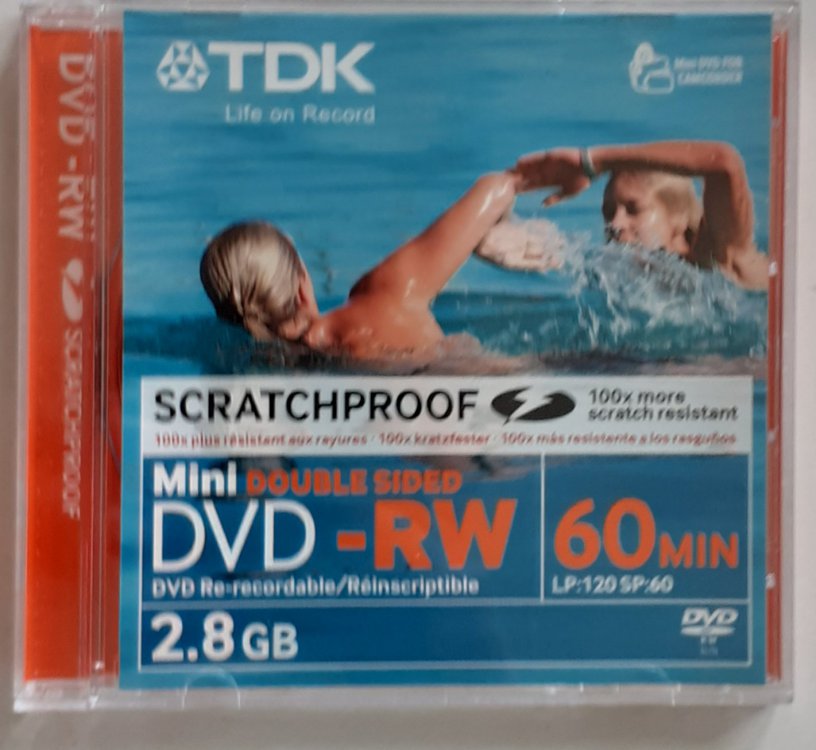 TDK
Life on Record
Mini DVD FOR
CAMCORDER
SCRATCHPROOF
100x more
scratch resistant
100x plus résistant aux rayures · 100x kratzfester · 100x más resistente a los rasguños
Mini DOUBLE SIDED
DVD -RW
60MIN
DVD Re-recordable/Réinscriptible
LP:120 SP:60
2.8GB
DVD
RW
DVD -RW SCRATCHPROOF